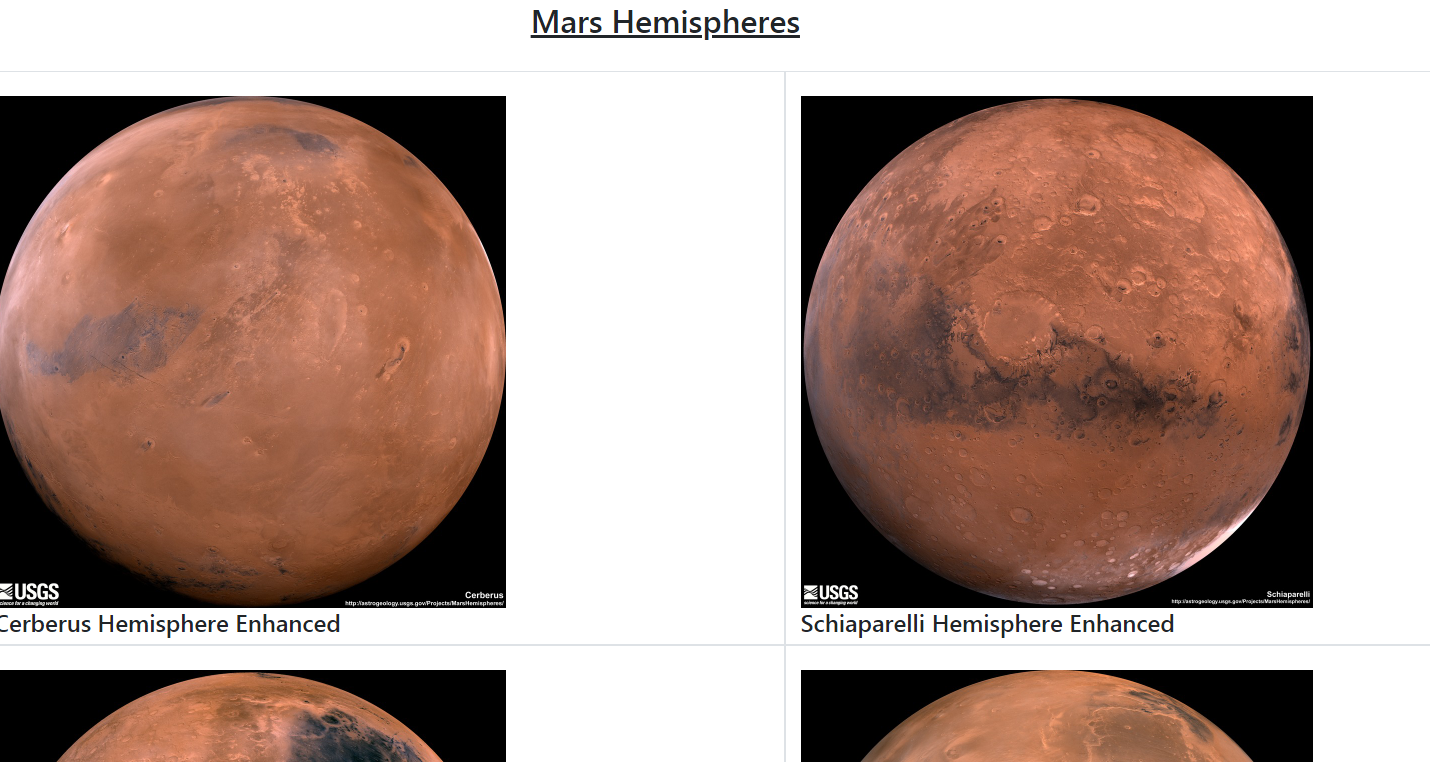 Mars Hemispheres
USGS
science for a changing world
Cerberus
http://astrogeology.usgs.gov/Projects/MarsHemispheres/
Cerberus Hemisphere Enhanced
USGS
science for a changing world
Schiaparelli
http://astrogeology.usgs.gov/Projects/MarsHemispheres/
Schiaparelli Hemisphere Enhanced